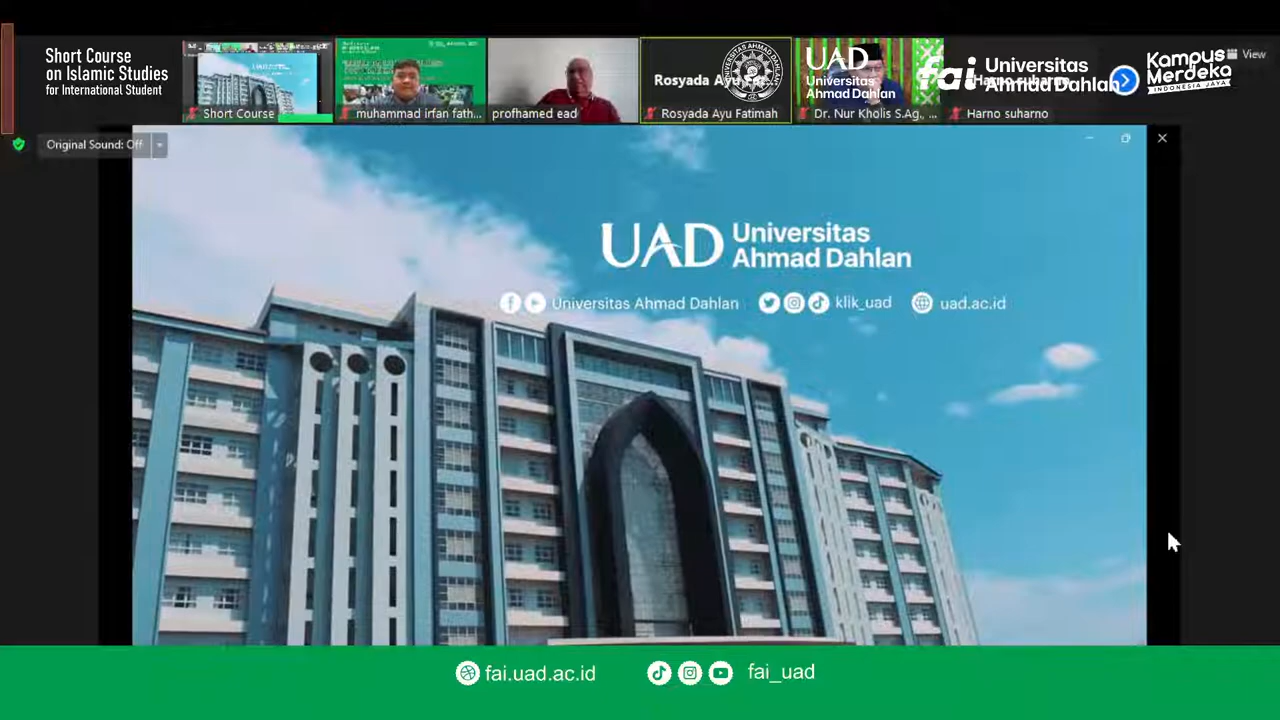 Short Course
on Islamic Studies
for International Student
Short Course
muhammad irfan fath...
profhamed ead
Rosyada Ayu
Rosyada Ayu Fatimah
UAD
Universitas
Ahmad Dahlan
Dr. Nur Kholis S.Ag., ...
fai Universitas
Ahmad Dahlan
Harno suharno
Kampus
Merdeka
INDONESIA JAYA
View
Original Sound: Off
UAD Universitas
Ahmad Dahlan
Universitas Ahmad Dahlan klik_uad uad.ac.id
fai.uad.ac.id fai_uad